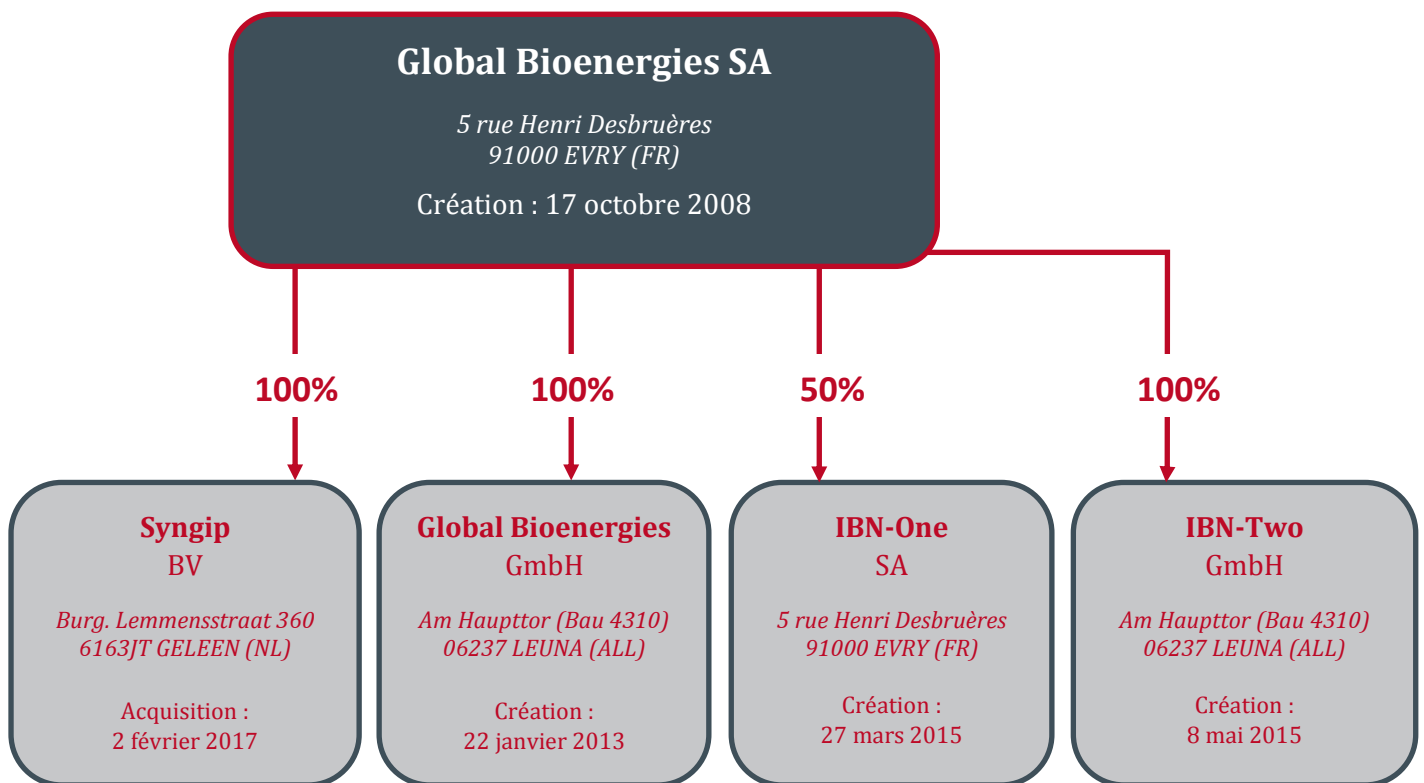 Global Bioenergies SA
5 rue Henri Desbruères
91000 EVRY (FR)
Création : 17 octobre 2008
100%
100%
50%
100%
Syngip
BV
Burg. Lemmensstraat 360
6163JT GELEEN (NL)
Acquisition :
2 février 2017
Global Bioenergies
GmbH
Am Haupttor (Bau 4310)
06237 LEUNA (ALL)
Création :
22 janvier 2013
IBN-One
SA
5 rue Henri Desbruères
91000 EVRY (FR)
Création :
27 mars 2015
IBN-Two
GmbH
Am Haupttor (Bau 4310)
06237 LEUNA (ALL)
Création :
8 mai 2015